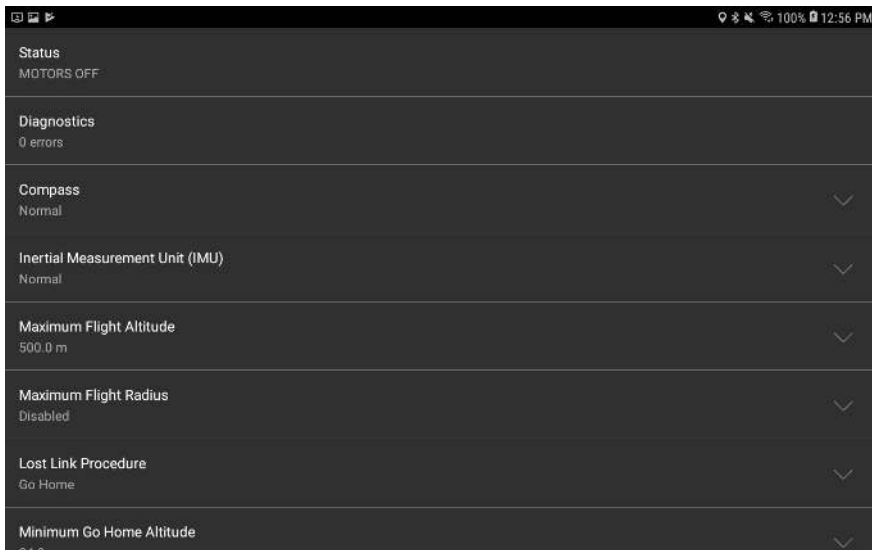 100% 12:56 PM
Status
MOTORS OFF
Diagnostics
0 errors
Compass
Normal
Inertial Measurement Unit (IMU)
Normal
Maximum Flight Altitude
500.0 m
Maximum Flight Radius
Disabled
Lost Link Procedure
Go Home
Minimum Go Home Altitude